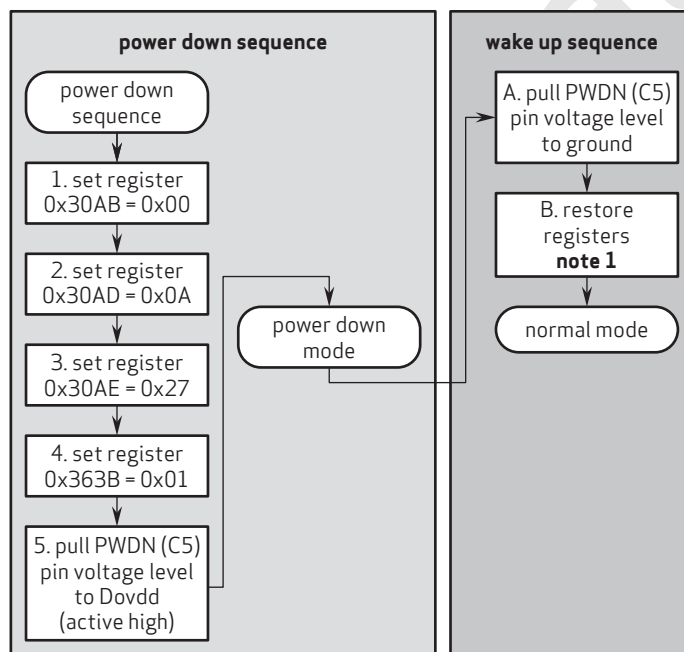 power down sequence
power down
sequence
1. set register
0x30AB = 0x00
2. set register
0x30AD = 0x0A
3. set register
0x30AE = 0x27
4. set register
0x363B = 0x01
5. pull PWDN (C5)
pin voltage level
to Dovdd
(active high)
power down
mode
wake up sequence
A. pull PWDN (C5)
pin voltage level
to ground
B. restore
registers
note 1
normal mode